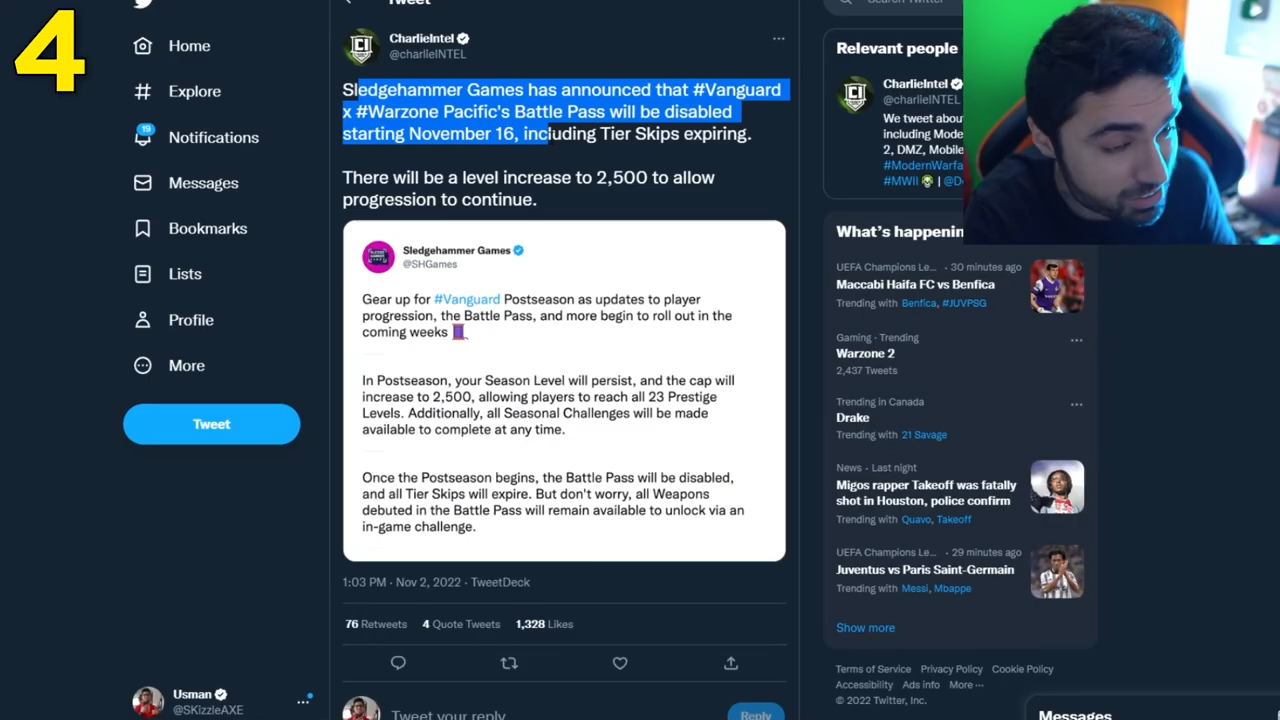 4
Tweet
Home
Explore
19
Notifications
Messages
Bookmarks
Lists
Profile
More
Tweet
Usman
@SKizzleAXE
CharlieIntel
@charlieINTEL
Sledgehammer Games has announced that #Vanguard
x #Warzone Pacific's Battle Pass will be disabled
starting November 16, including Tier Skips expiring.
There will be a level increase to 2,500 to allow
progression to continue.
Sledgehammer Games
@SHGames
Gear up for #Vanguard Postseason as updates to player
progression, the Battle Pass, and more begin to roll out in the
coming weeks
In Postseason, your Season Level will persist, and the cap will
increase to 2,500, allowing players to reach all 23 Prestige
Levels. Additionally, all Seasonal Challenges will be made
available to complete at any time.
Once the Postseason begins, the Battle Pass will be disabled,
and all Tier Skips will expire. But don't worry, all Weapons
debuted in the Battle Pass will remain available to unlock via an
in-game challenge.
1:03 PM · Nov 2, 2022 · TweetDeck
76 Retweets 4 Quote Tweets 1,328 Likes
Tweet your reply
Reply
Search Twitter
Relevant people
CharlieIntel
@charlieINTEL
We tweet about
including Mode
2, DMZ, Mobile
#ModernWarfa
#MWII | @D
What's happening
UEFA Champions Le... · 30 minutes ago
Maccabi Haifa FC vs Benfica
Trending with Benfica, #JUVPSG
Gaming · Trending
Warzone 2
2,437 Tweets
Trending in Canada
Drake
Trending with 21 Savage
News · Last night
Migos rapper Takeoff was fatally
shot in Houston, police confirm
Trending with Quavo, Takeoff
UEFA Champions Le... · 29 minutes ago
Juventus vs Paris Saint-Germain
Trending with Messi, Mbappe
Show more
Terms of Service Privacy Policy Cookie Policy
Accessibility Ads info More ···
© 2022 Twitter, Inc.
Messages